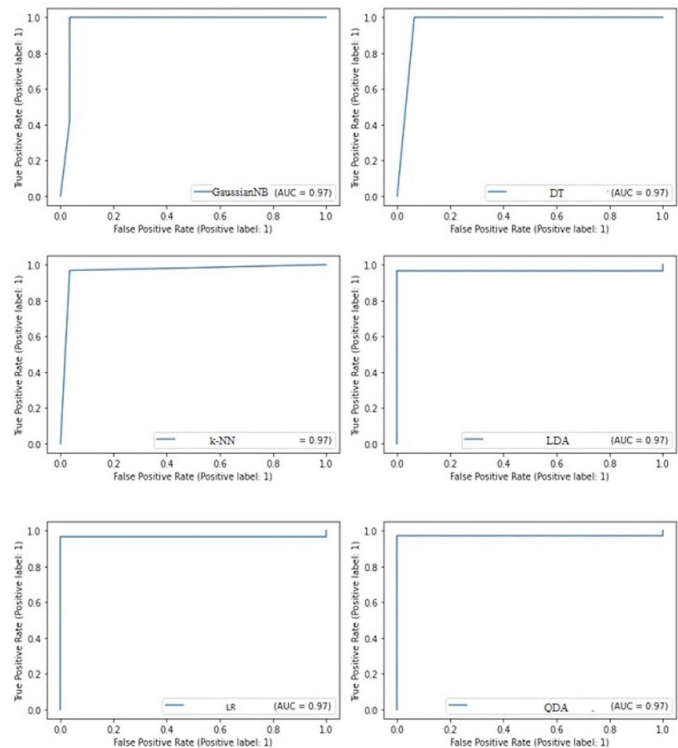 True Positive Rate (Positive label: 1)
1.0
0.8
0.6
0.4
0.2
0.0
GaussianNB (AUC = 0.97)
0.0 0.2 0.4 0.6 0.8 1.0
False Positive Rate (Positive label: 1)
True Positive Rate (Positive label: 1)
1.0
0.8
0.6
0.4
0.2
0.0
DT (AUC = 0.97)
0.0 0.2 0.4 0.6 0.8 1.0
False Positive Rate (Positive label: 1)
True Positive Rate (Positive label: 1)
1.0
0.8
0.6
0.4
0.2
0.0
k-NN = 0.97)
0.0 0.2 0.4 0.6 0.8 1.0
False Positive Rate (Positive label: 1)
True Positive Rate (Positive label: 1)
1.0
0.8
0.6
0.4
0.2
0.0
LDA (AUC = 0.97)
0.0 0.2 0.4 0.6 0.8 1.0
False Positive Rate (Positive label: 1)
True Positive Rate (Positive label: 1)
1.0
0.8
0.6
0.4
0.2
0.0
LR (AUC = 0.97)
0.0 0.2 0.4 0.6 0.8 1.0
False Positive Rate (Positive label: 1)
True Positive Rate (Positive label: 1)
1.0
0.8
0.6
0.4
0.2
0.0
QDA (AUC = 0.97)
0.0 0.2 0.4 0.6 0.8 1.0
False Positive Rate (Positive label: 1)